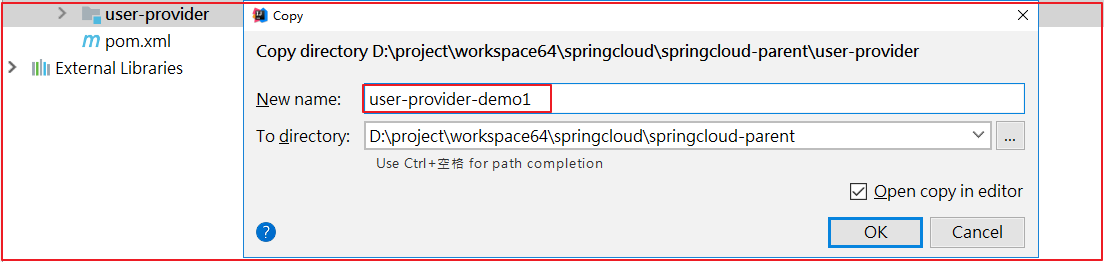 user-provider
pom.xml
External Libraries
Copy
Copy directory D:\project\workspace64\springcloud\springcloud-parent\user-provider
New name: user-provider-demo1
To directory: D:\project\workspace64\springcloud\springcloud-parent ...
Use Ctrl+空格 for path completion
Open copy in editor
? OK Cancel